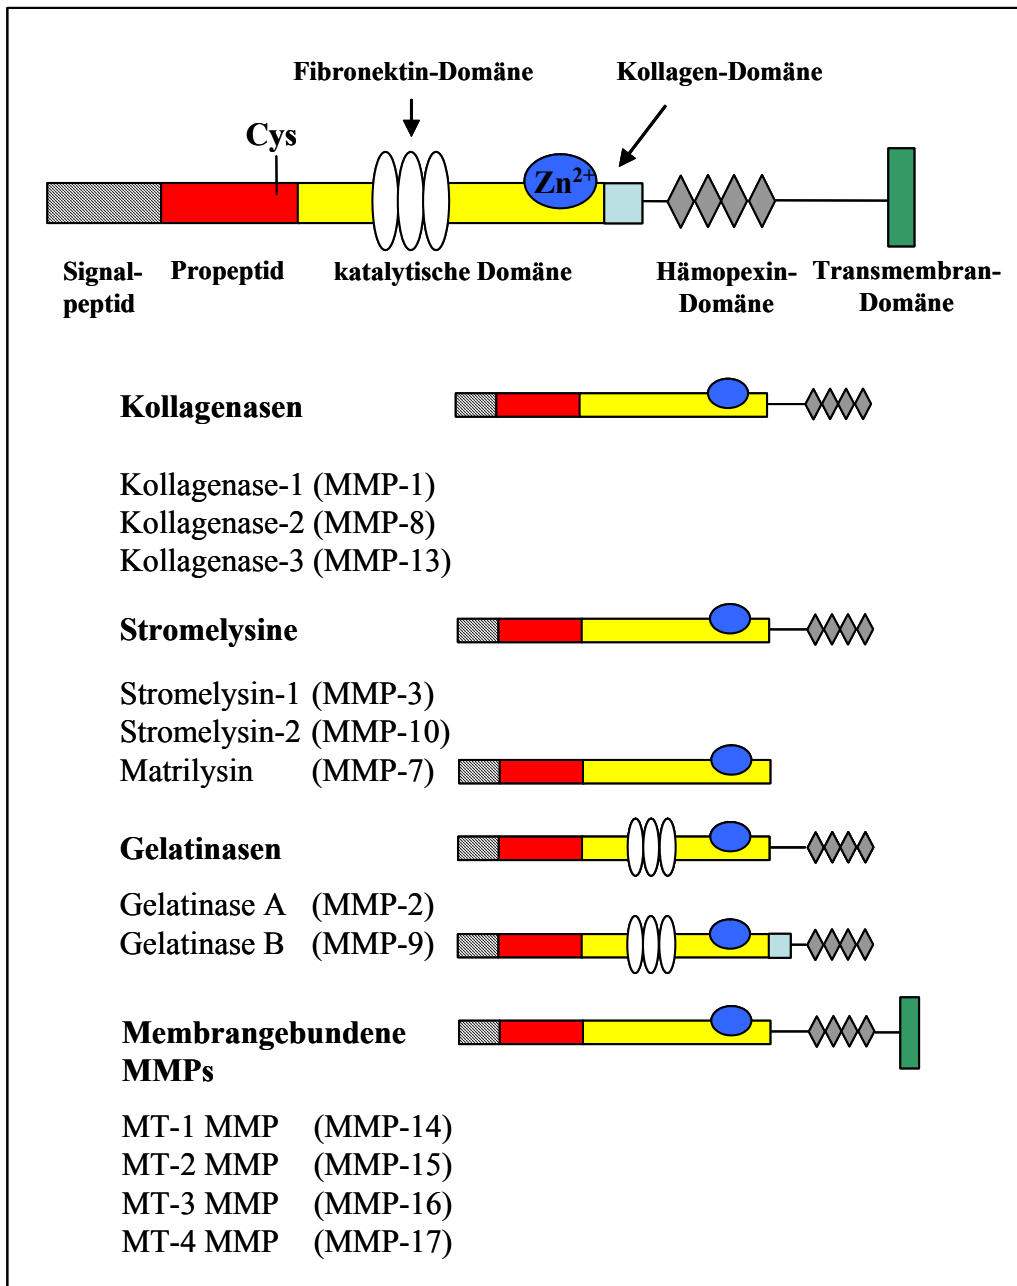 Fibronektin-Domäne
Kollagen-Domäne
Cys
Zn2+
Signal-
peptid
Propeptid
katalytische Domäne
Hämopexin-
Domäne
Transmembran-
Domäne
Kollagenasen
Kollagenase-1 (MMP-1)
Kollagenase-2 (MMP-8)
Kollagenase-3 (MMP-13)
Stromelysine
Stromelysin-1 (MMP-3)
Stromelysin-2 (MMP-10)
Matrilysin (MMP-7)
Gelatinasen
Gelatinase A (MMP-2)
Gelatinase B (MMP-9)
Membrangebundene
MMPs
MT-1 MMP (MMP-14)
MT-2 MMP (MMP-15)
MT-3 MMP (MMP-16)
MT-4 MMP (MMP-17)